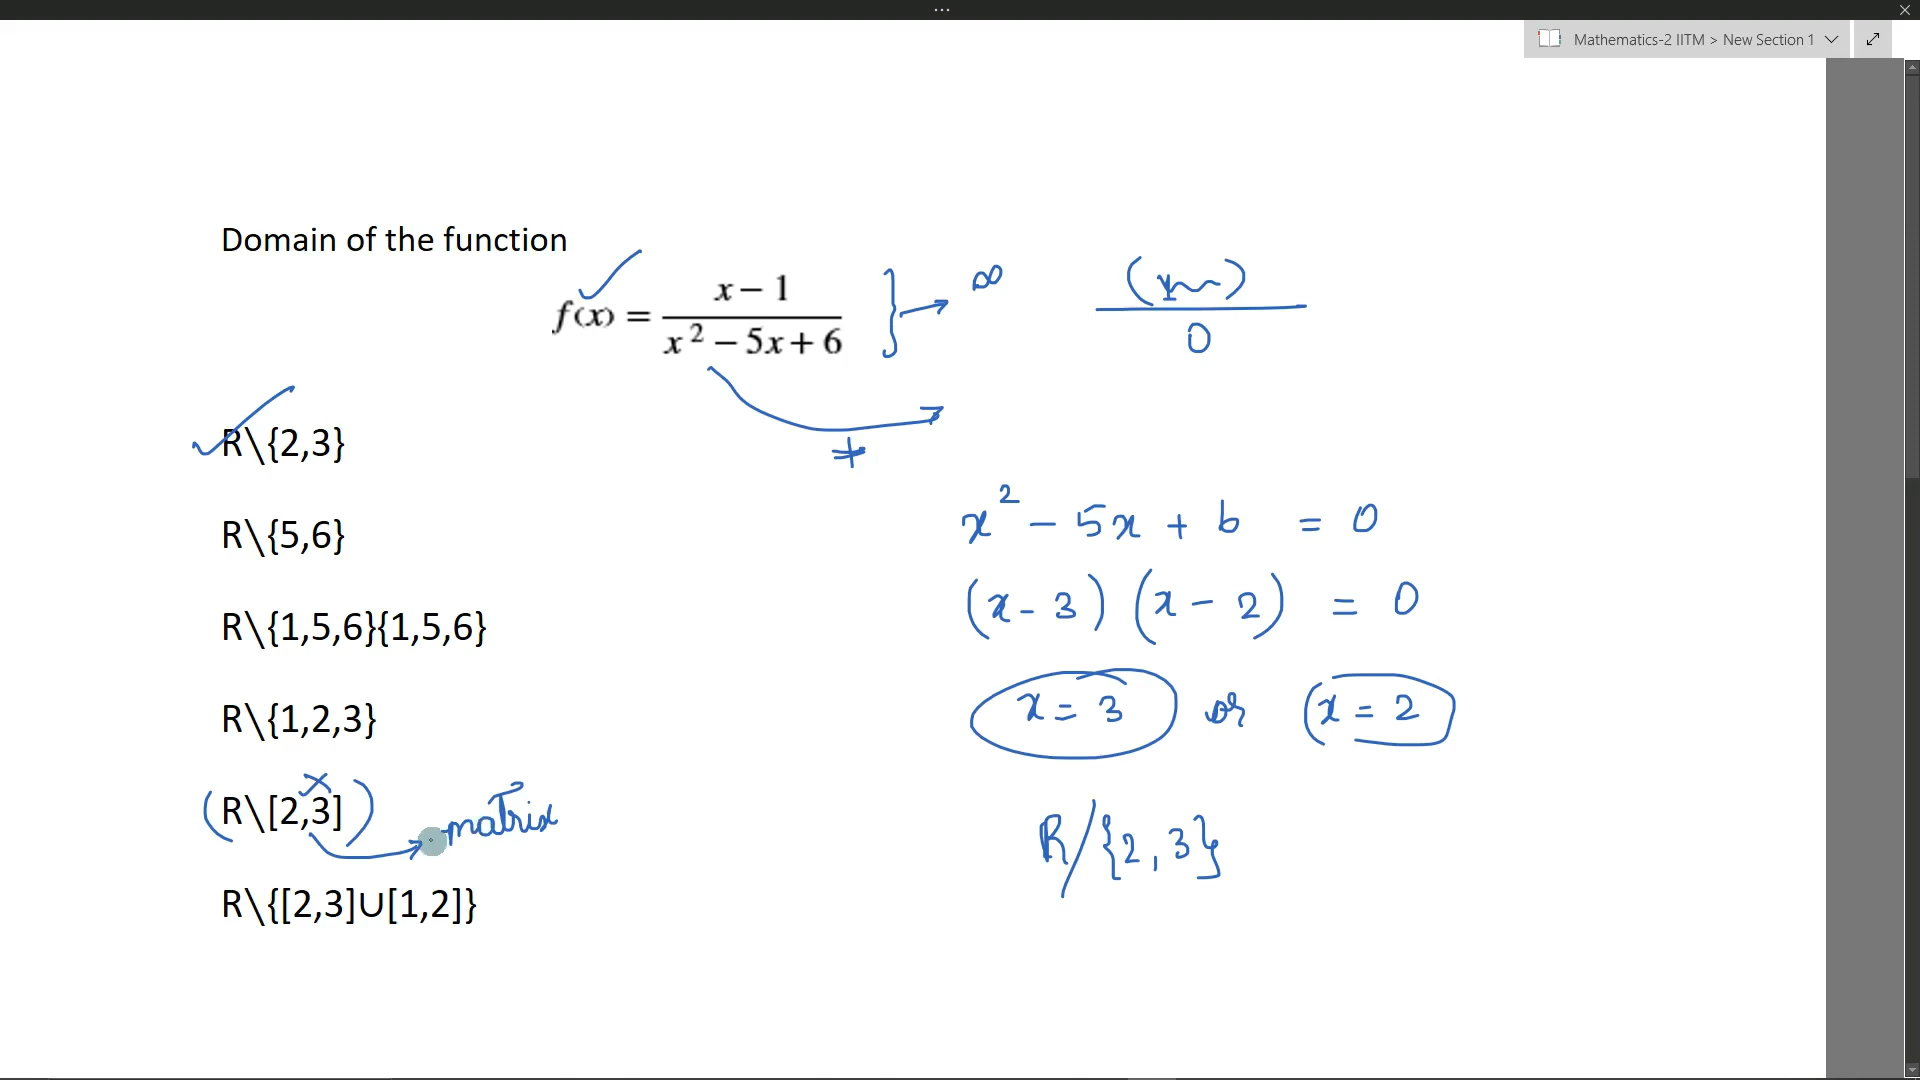 Mathematics-2 IITM > New Section 1
Domain of the function
f(x) = x − 1 / x² − 5x + 6
∞
0
R\{2,3}
R\{5,6}
R\{1,5,6}{1,5,6}
R\{1,2,3}
R\[2,3]
matrix
R\{[2,3]∪[1,2]}
x² − 5x + 6 = 0
(x − 3) (x − 2) = 0
x = 3 or x = 2
R/{2,3}